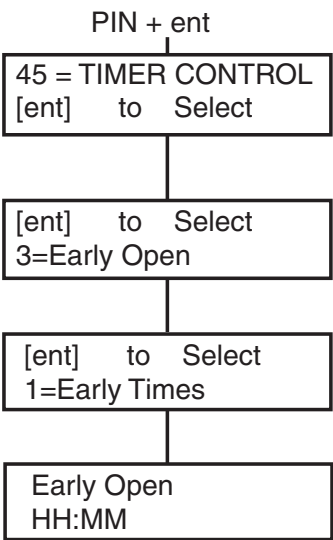 PIN + ent
45 = TIMER CONTROL
[ent] to Select
[ent] to Select
3=Early Open
[ent] to Select
1=Early Times
Early Open
HH:MM